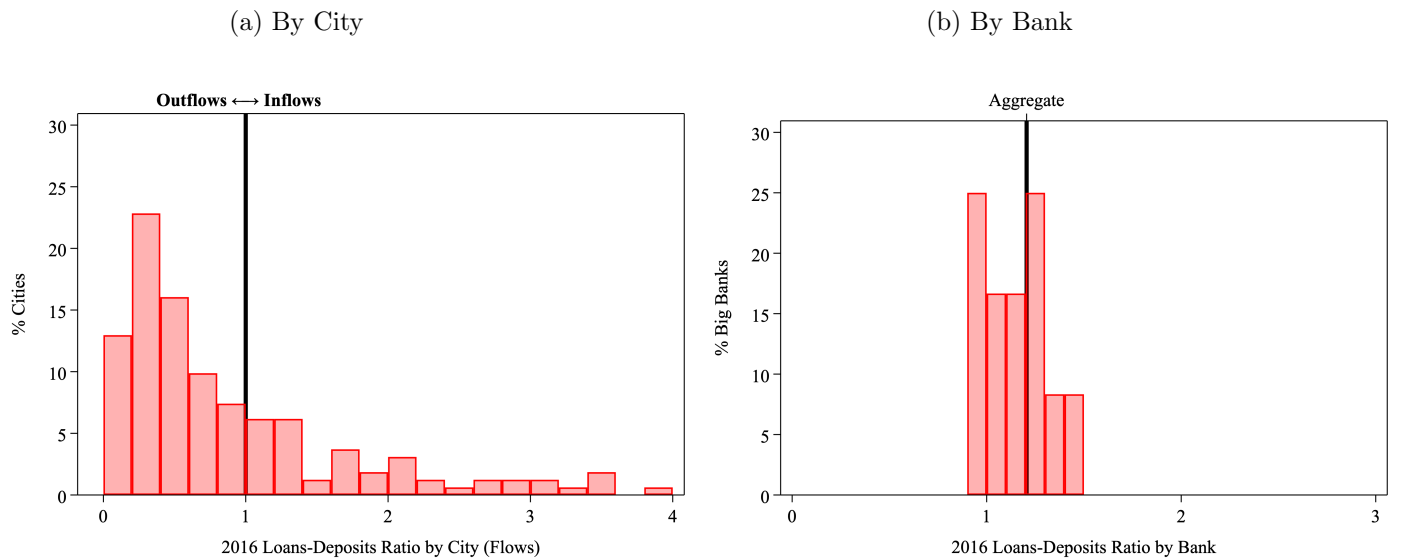 (a) By City
Outflows ⟷ Inflows
30
25
20
15
10
5
0
% Cities
0 1 2 3 4
2016 Loans-Deposits Ratio by City (Flows)
(b) By Bank
Aggregate
30
25
20
15
10
5
0
% Big Banks
0 1 2 3
2016 Loans-Deposits Ratio by Bank